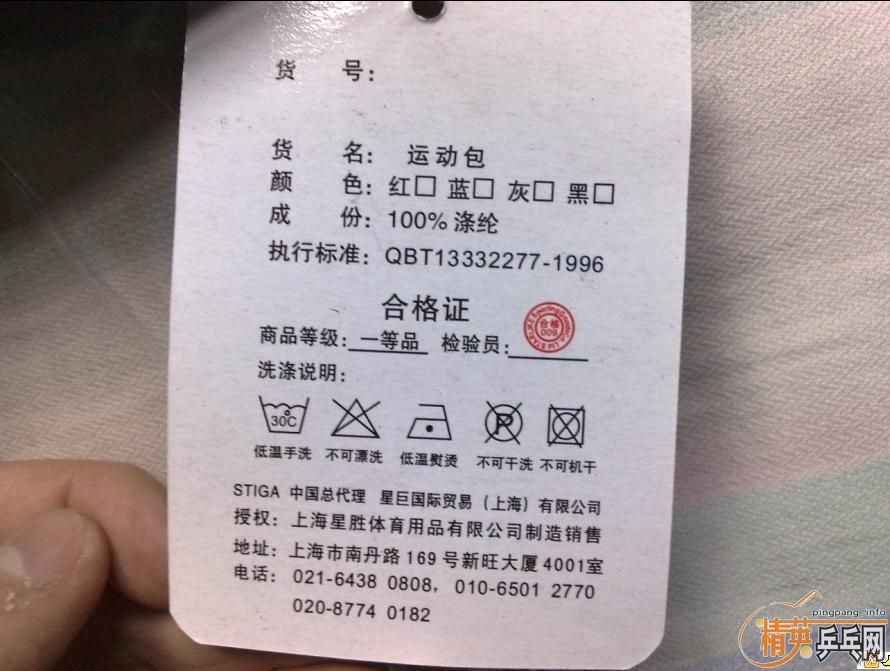 货 号：
货 名： 运动包
颜 色：红□ 蓝□ 灰□ 黑□
成 份：100% 涤纶
执行标准：QBT13332277-1996
合格证
商品等级：一等品 检验员：
合格
009
洗涤说明：
30C
P
低温手洗 不可漂洗 低温熨烫 不可干洗 不可机干
STIGA 中国总代理 星巨国际贸易（上海）有限公司
授权：上海星胜体育用品有限公司制造销售
地址：上海市南丹路 169 号新旺大厦 4001室
电话：021-6438 0808，010-6501 2770
020-8774 0182
pingpang.info
精英乒乓网